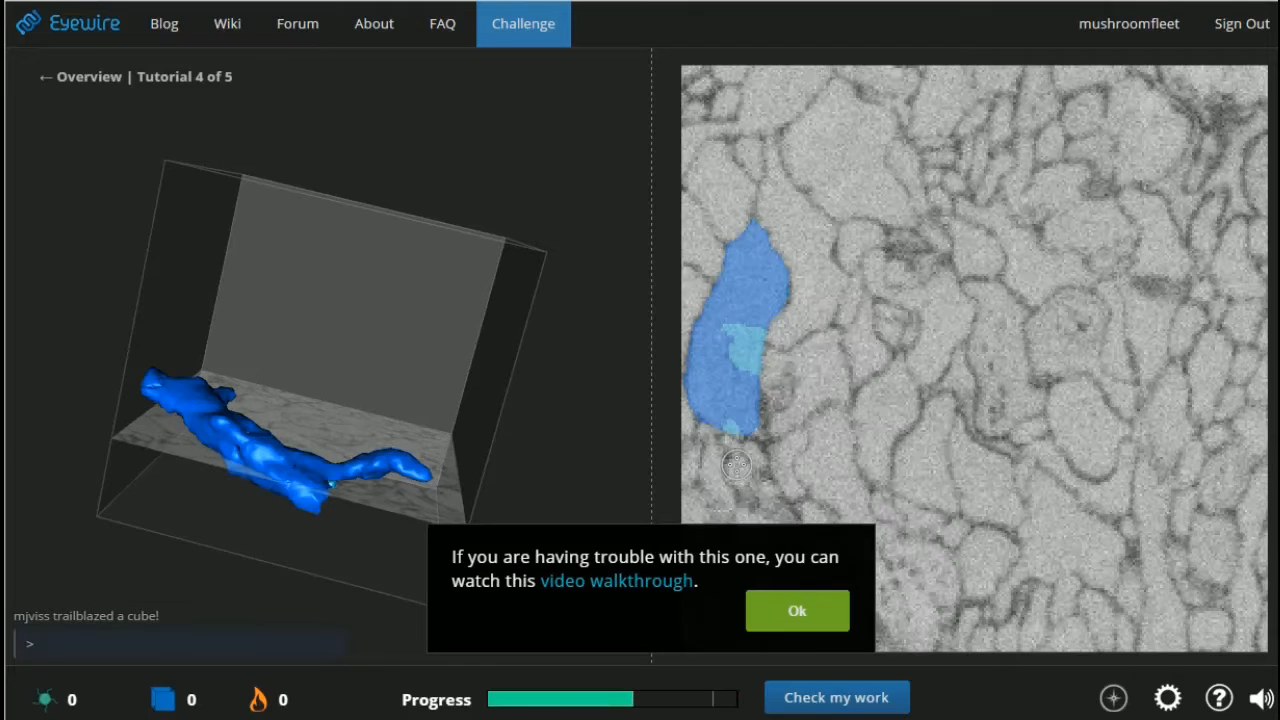 Eyewire Blog Wiki Forum About FAQ Challenge mushroomfleet Sign Out
← Overview | Tutorial 4 of 5
If you are having trouble with this one, you can
watch this video walkthrough.
Ok
mjviss trailblazed a cube!
>
0 0 0 Progress Check my work